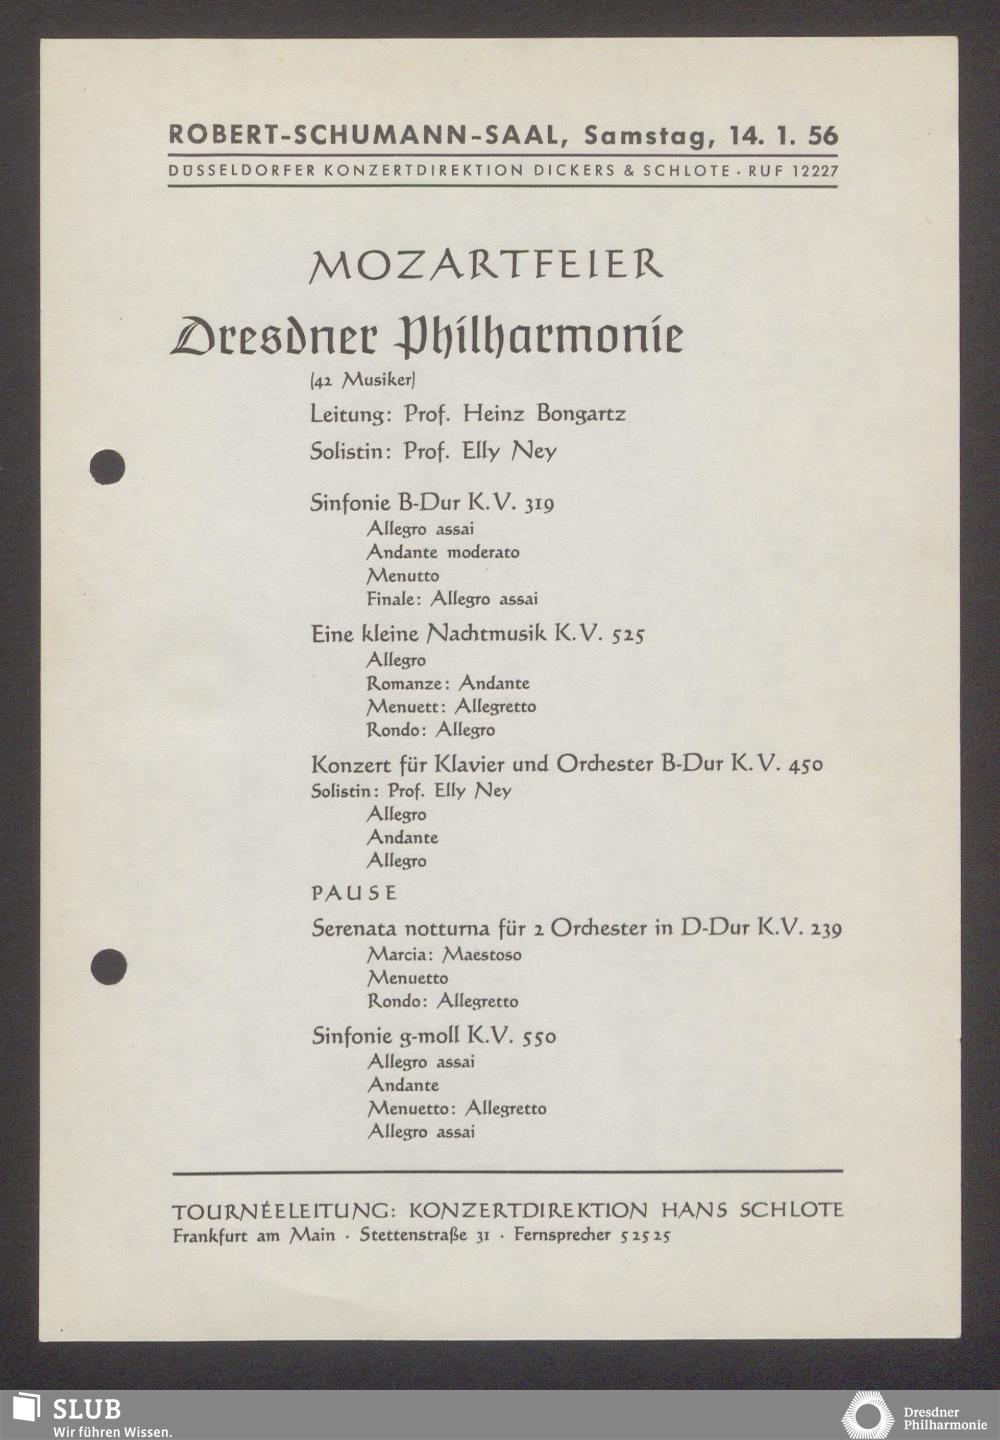 ROBERT-SCHUMANN-SAAL, Samstag, 14. 1. 56
DÜSSELDORFER KONZERTDIREKTION DICKERS & SCHLOTE · RUF 12227
MOZARTFEIER
Dresdner Philharmonie
(42 Musiker)
Leitung: Prof. Heinz Bongartz
Solistin: Prof. Elly Ney
Sinfonie B-Dur K.V. 319
Allegro assai
Andante moderato
Menutto
Finale: Allegro assai
Eine kleine Nachtmusik K.V. 525
Allegro
Romanze: Andante
Menuett: Allegretto
Rondo: Allegro
Konzert für Klavier und Orchester B-Dur K.V. 450
Solistin: Prof. Elly Ney
Allegro
Andante
Allegro
PAUSE
Serenata notturna für 2 Orchester in D-Dur K.V. 239
Marcia: Maestoso
Menuetto
Rondo: Allegretto
Sinfonie g-moll K.V. 550
Allegro assai
Andante
Menuetto: Allegretto
Allegro assai
TOURNÉELEITUNG: KONZERTDIREKTION HANS SCHLOTE
Frankfurt am Main · Stettenstraße 31 · Fernsprecher 52525
SLUB
Wir führen Wissen.
Dresdner
Philharmonie